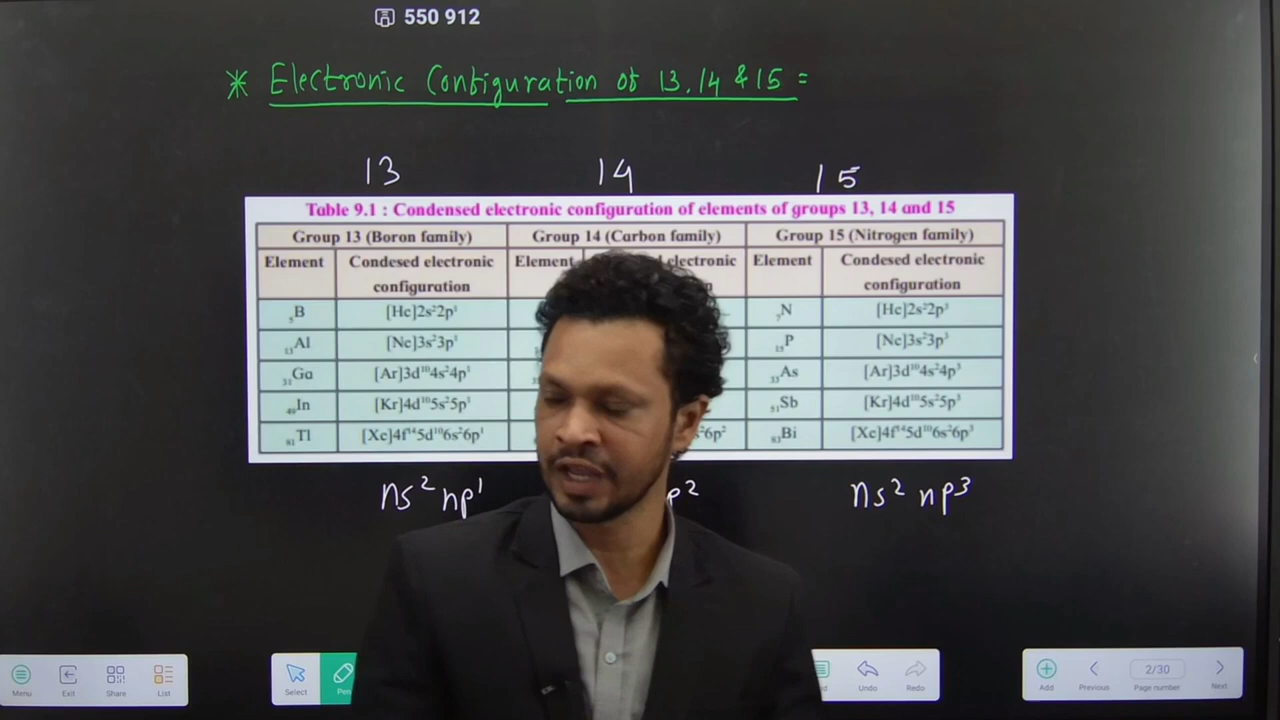 550 912
* Electronic Configuration of 13.14 & 15 =
13 14 15
Table 9.1 : Condensed electronic configuration of elements of groups 13, 14 and 15
Group 13 (Boron family) Group 14 (Carbon family) Group 15 (Nitrogen family)
Element Condesed electronic configuration Element electronic Element Condesed electronic configuration
₅B [He]2s²2p¹ ₇N [He]2s²2p³
₁₃Al [Ne]3s²3p¹ ₁₅P [Ne]3s²3p³
₃₁Ga [Ar]3d¹⁰4s²4p¹ ₃₃As [Ar]3d¹⁰4s²4p³
₄₉In [Kr]4d¹⁰5s²5p¹ ₅₁Sb [Kr]4d¹⁰5s²5p³
₈₁Tl [Xe]4f¹⁴5d¹⁰6s²6p¹ 6p² ₈₃Bi [Xe]4f¹⁴5d¹⁰6s²6p³
ns² np¹ p² ns² np³
Menu Exit Share List Select Pen Undo Redo Add Previous 2/30 Page number Next